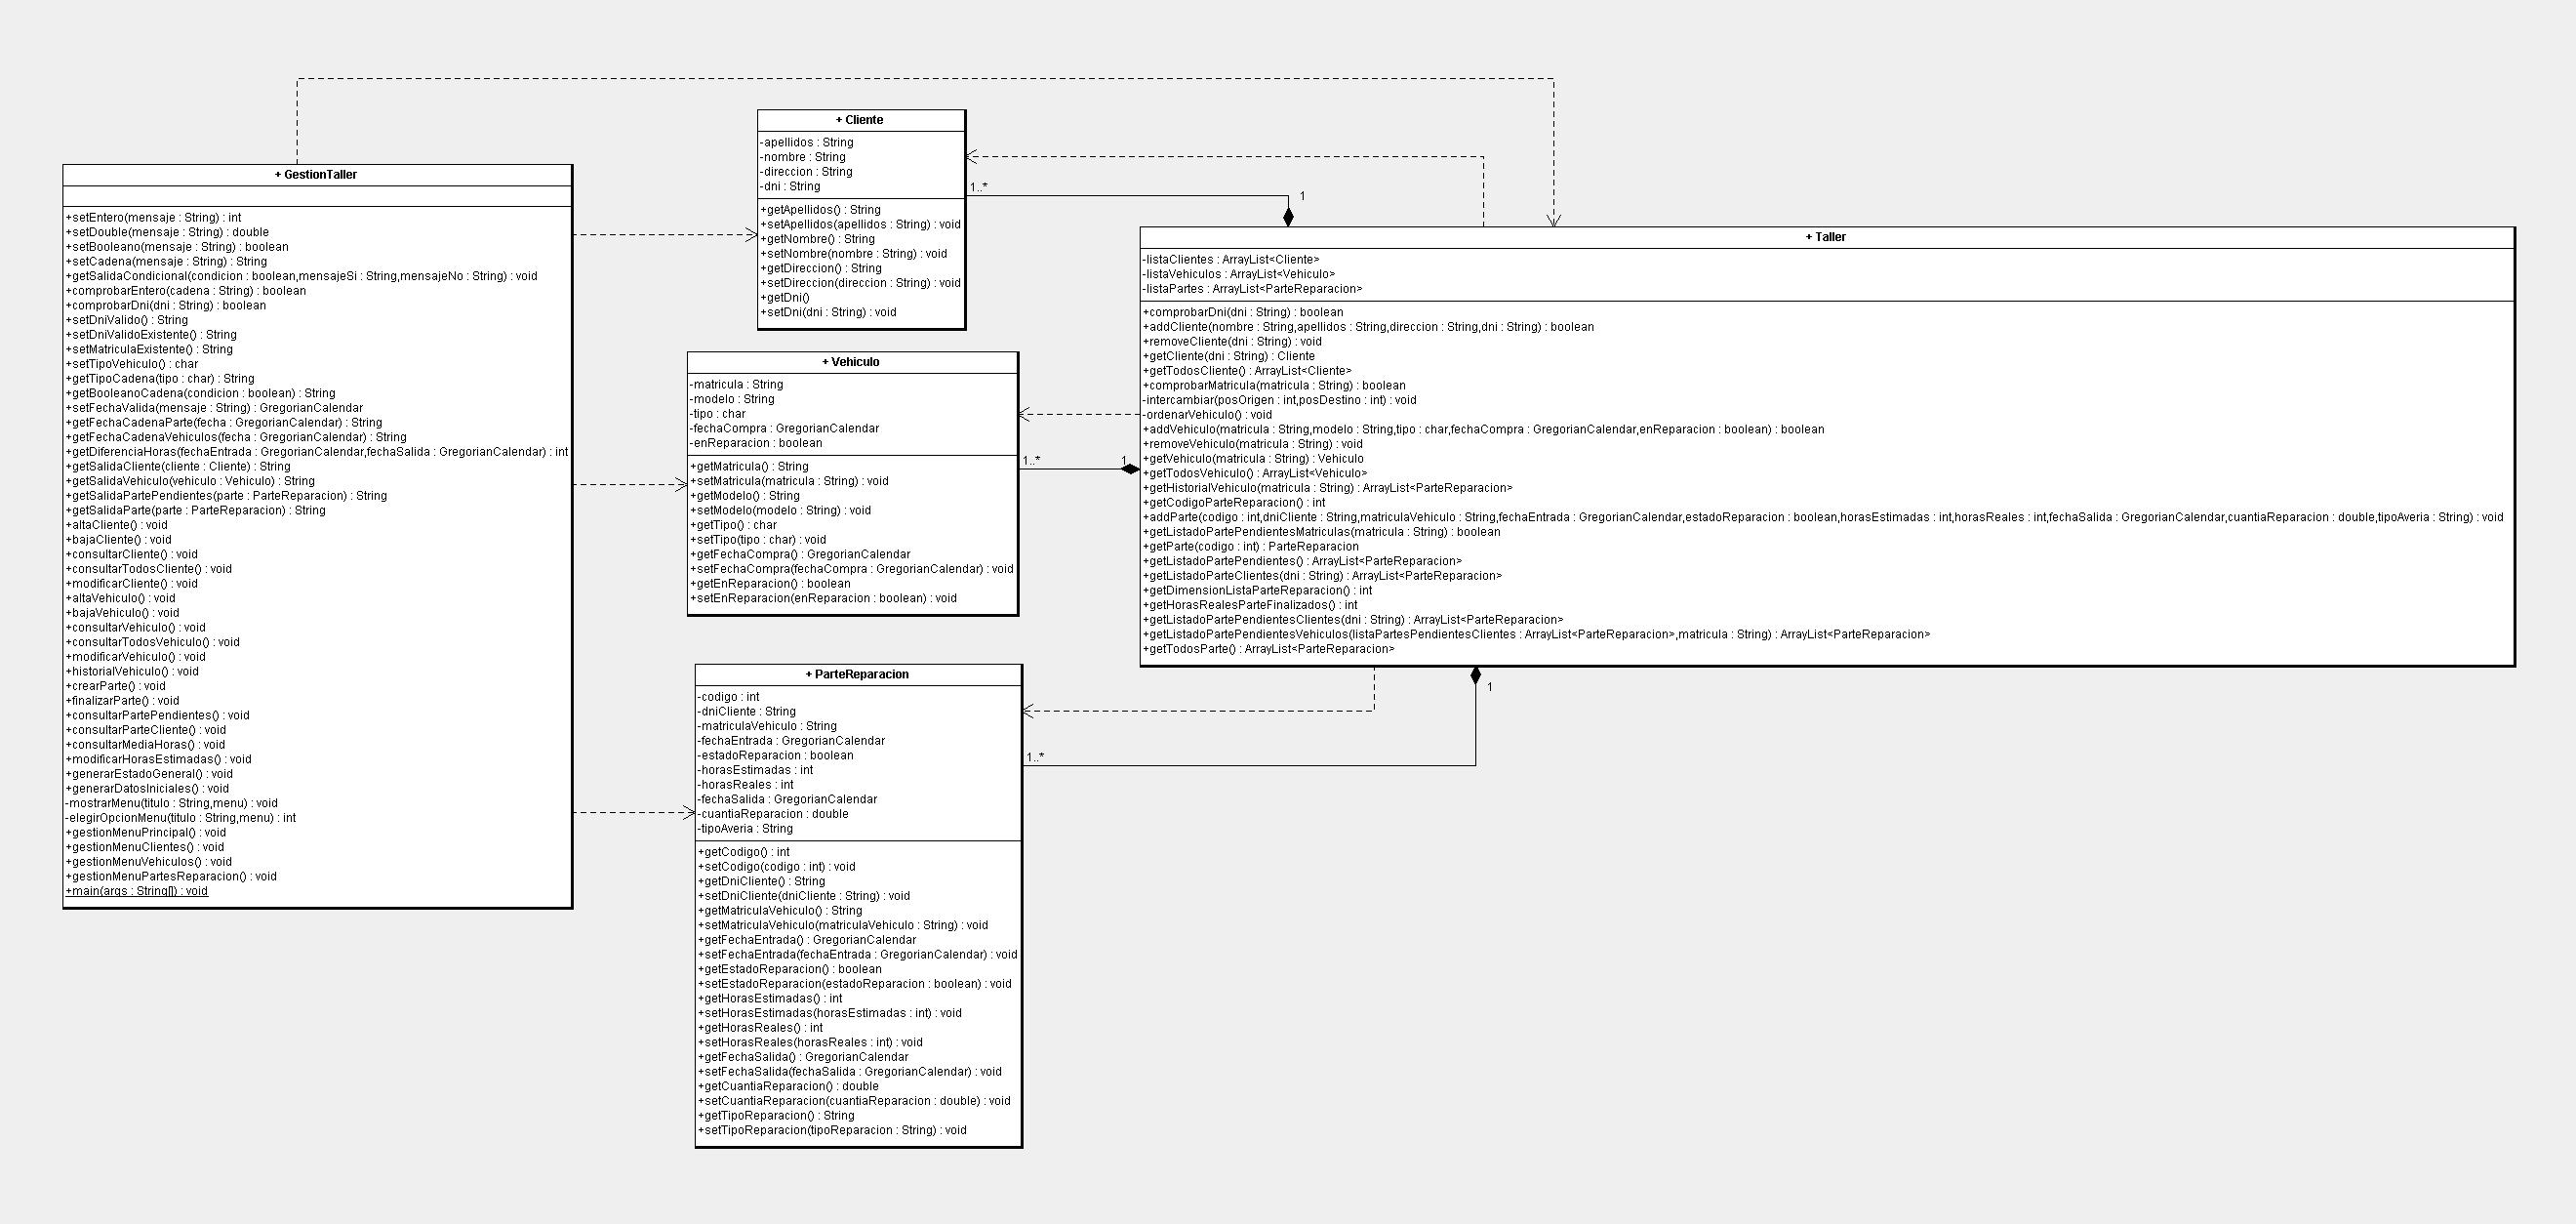 + GestionTaller
+setEntero(mensaje : String) : int
+setDouble(mensaje : String) : double
+setBooleano(mensaje : String) : boolean
+setCadena(mensaje : String) : String
+getSalidaCondicional(condicion : boolean,mensajeSi : String,mensajeNo : String) : void
+comprobarEntero(cadena : String) : boolean
+comprobarDni(dni : String) : boolean
+setDniValido() : String
+setDniValidoExistente() : String
+setMatriculaExistente() : String
+setTipoVehiculo() : char
+getTipoCadena(tipo : char) : String
+getBooleanoCadena(condicion : boolean) : String
+setFechaValida(mensaje : String) : GregorianCalendar
+getFechaCadenaParte(fecha : GregorianCalendar) : String
+getFechaCadenaVehiculos(fecha : GregorianCalendar) : String
+getDiferenciaHoras(fechaEntrada : GregorianCalendar,fechaSalida : GregorianCalendar) : int
+getSalidaCliente(cliente : Cliente) : String
+getSalidaVehiculo(vehiculo : Vehiculo) : String
+getSalidaPartePendientes(parte : ParteReparacion) : String
+getSalidaParte(parte : ParteReparacion) : String
+altaCliente() : void
+bajaCliente() : void
+consultarCliente() : void
+consultarTodosCliente() : void
+modificarCliente() : void
+altaVehiculo() : void
+bajaVehiculo() : void
+consultarVehiculo() : void
+consultarTodosVehiculo() : void
+modificarVehiculo() : void
+historialVehiculo() : void
+crearParte() : void
+finalizarParte() : void
+consultarPartePendientes() : void
+consultarParteCliente() : void
+consultarMediaHoras() : void
+modificarHorasEstimadas() : void
+generarEstadoGeneral() : void
+generarDatosIniciales() : void
-mostrarMenu(titulo : String,menu) : void
-elegirOpcionMenu(titulo : String,menu) : int
+gestionMenuPrincipal() : void
+gestionMenuClientes() : void
+gestionMenuVehiculos() : void
+gestionMenuPartesReparacion() : void
+main(args : String[]) : void
+ Cliente
-apellidos : String
-nombre : String
-direccion : String
-dni : String
+getApellidos() : String
+setApellidos(apellidos : String) : void
+getNombre() : String
+setNombre(nombre : String) : void
+getDireccion() : String
+setDireccion(direccion : String) : void
+getDni()
+setDni(dni : String) : void
1..*
1
+ Vehiculo
-matricula : String
-modelo : String
-tipo : char
-fechaCompra : GregorianCalendar
-enReparacion : boolean
+getMatricula() : String
+setMatricula(matricula : String) : void
+getModelo() : String
+setModelo(modelo : String) : void
+getTipo() : char
+setTipo(tipo : char) : void
+getFechaCompra() : GregorianCalendar
+setFechaCompra(fechaCompra : GregorianCalendar) : void
+getEnReparacion() : boolean
+setEnReparacion(enReparacion : boolean) : void
1..*
1
+ ParteReparacion
-codigo : int
-dniCliente : String
-matriculaVehiculo : String
-fechaEntrada : GregorianCalendar
-estadoReparacion : boolean
-horasEstimadas : int
-horasReales : int
-fechaSalida : GregorianCalendar
-cuantiaReparacion : double
-tipoAveria : String
+getCodigo() : int
+setCodigo(codigo : int) : void
+getDniCliente() : String
+setDniCliente(dniCliente : String) : void
+getMatriculaVehiculo() : String
+setMatriculaVehiculo(matriculaVehiculo : String) : void
+getFechaEntrada() : GregorianCalendar
+setFechaEntrada(fechaEntrada : GregorianCalendar) : void
+getEstadoReparacion() : boolean
+setEstadoReparacion(estadoReparacion : boolean) : void
+getHorasEstimadas() : int
+setHorasEstimadas(horasEstimadas : int) : void
+getHorasReales() : int
+setHorasReales(horasReales : int) : void
+getFechaSalida() : GregorianCalendar
+setFechaSalida(fechaSalida : GregorianCalendar) : void
+getCuantiaReparacion() : double
+setCuantiaReparacion(cuantiaReparacion : double) : void
+getTipoReparacion() : String
+setTipoReparacion(tipoReparacion : String) : void
1..*
1
+ Taller
-listaClientes : ArrayList<Cliente>
-listaVehiculos : ArrayList<Vehiculo>
-listaPartes : ArrayList<ParteReparacion>
+comprobarDni(dni : String) : boolean
+addCliente(nombre : String,apellidos : String,direccion : String,dni : String) : boolean
+removeCliente(dni : String) : void
+getCliente(dni : String) : Cliente
+getTodosCliente() : ArrayList<Cliente>
+comprobarMatricula(matricula : String) : boolean
-intercambiar(posOrigen : int,posDestino : int) : void
-ordenarVehiculo() : void
+addVehiculo(matricula : String,modelo : String,tipo : char,fechaCompra : GregorianCalendar,enReparacion : boolean) : boolean
+removeVehiculo(matricula : String) : void
+getVehiculo(matricula : String) : Vehiculo
+getTodosVehiculo() : ArrayList<Vehiculo>
+getHistorialVehiculo(matricula : String) : ArrayList<ParteReparacion>
+getCodigoParteReparacion() : int
+addParte(codigo : int,dniCliente : String,matriculaVehiculo : String,fechaEntrada : GregorianCalendar,estadoReparacion : boolean,horasEstimadas : int,horasReales : int,fechaSalida : GregorianCalendar,cuantiaReparacion : double,tipoAveria : String) : void
+getListadoPartePendientesMatriculas(matricula : String) : boolean
+getParte(codigo : int) : ParteReparacion
+getListadoPartePendientes() : ArrayList<ParteReparacion>
+getListadoParteClientes(dni : String) : ArrayList<ParteReparacion>
+getDimensionListaParteReparacion() : int
+getHorasRealesParteFinalizados() : int
+getListadoPartePendientesClientes(dni : String) : ArrayList<ParteReparacion>
+getListadoPartePendientesVehiculos(listaPartesPendientesClientes : ArrayList<ParteReparacion>,matricula : String) : ArrayList<ParteReparacion>
+getTodosParte() : ArrayList<ParteReparacion>